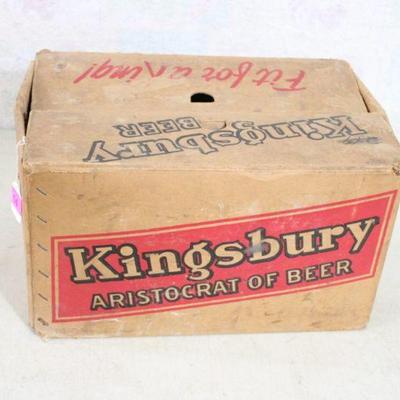 Fit for a King!
Kingsbury
BEER
Kingsbury
ARISTOCRAT OF BEER